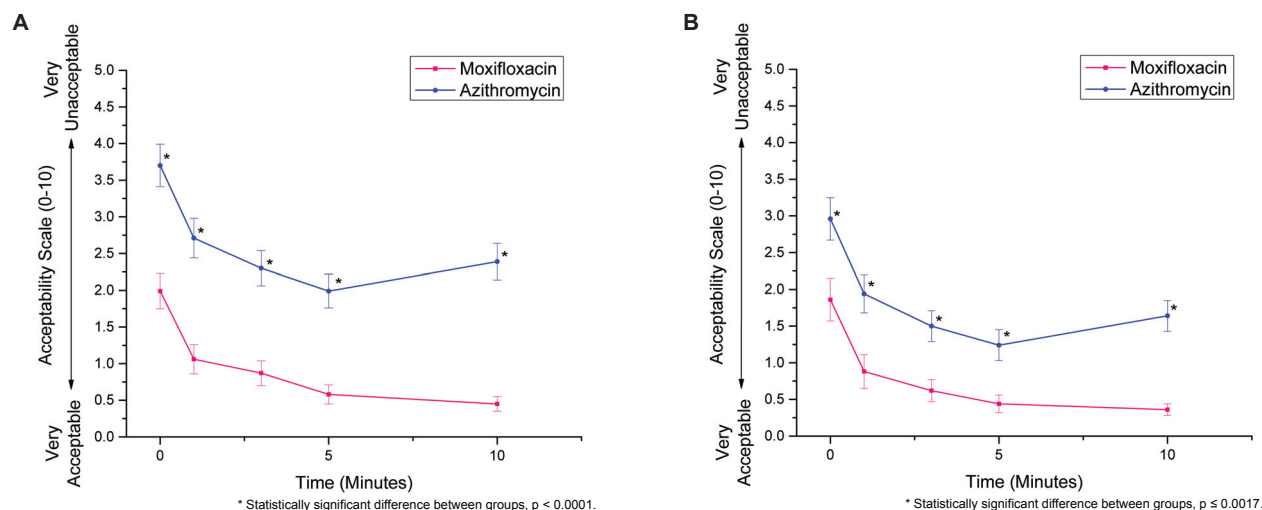 A
Very
Unacceptable
Acceptability Scale (0-10)
Very
Acceptable
5.0
4.5
4.0
3.5
3.0
2.5
2.0
1.5
1.0
0.5
0.0
Moxifloxacin
Azithromycin
*
*
*
*
*
0 5 10
Time (Minutes)
* Statistically significant difference between groups, p < 0.0001.
B
Very
Unacceptable
Acceptability Scale (0-10)
Very
Acceptable
5.0
4.5
4.0
3.5
3.0
2.5
2.0
1.5
1.0
0.5
0.0
Moxifloxacin
Azithromycin
*
*
*
*
*
0 5 10
Time (Minutes)
* Statistically significant difference between groups, p ≤ 0.0017.